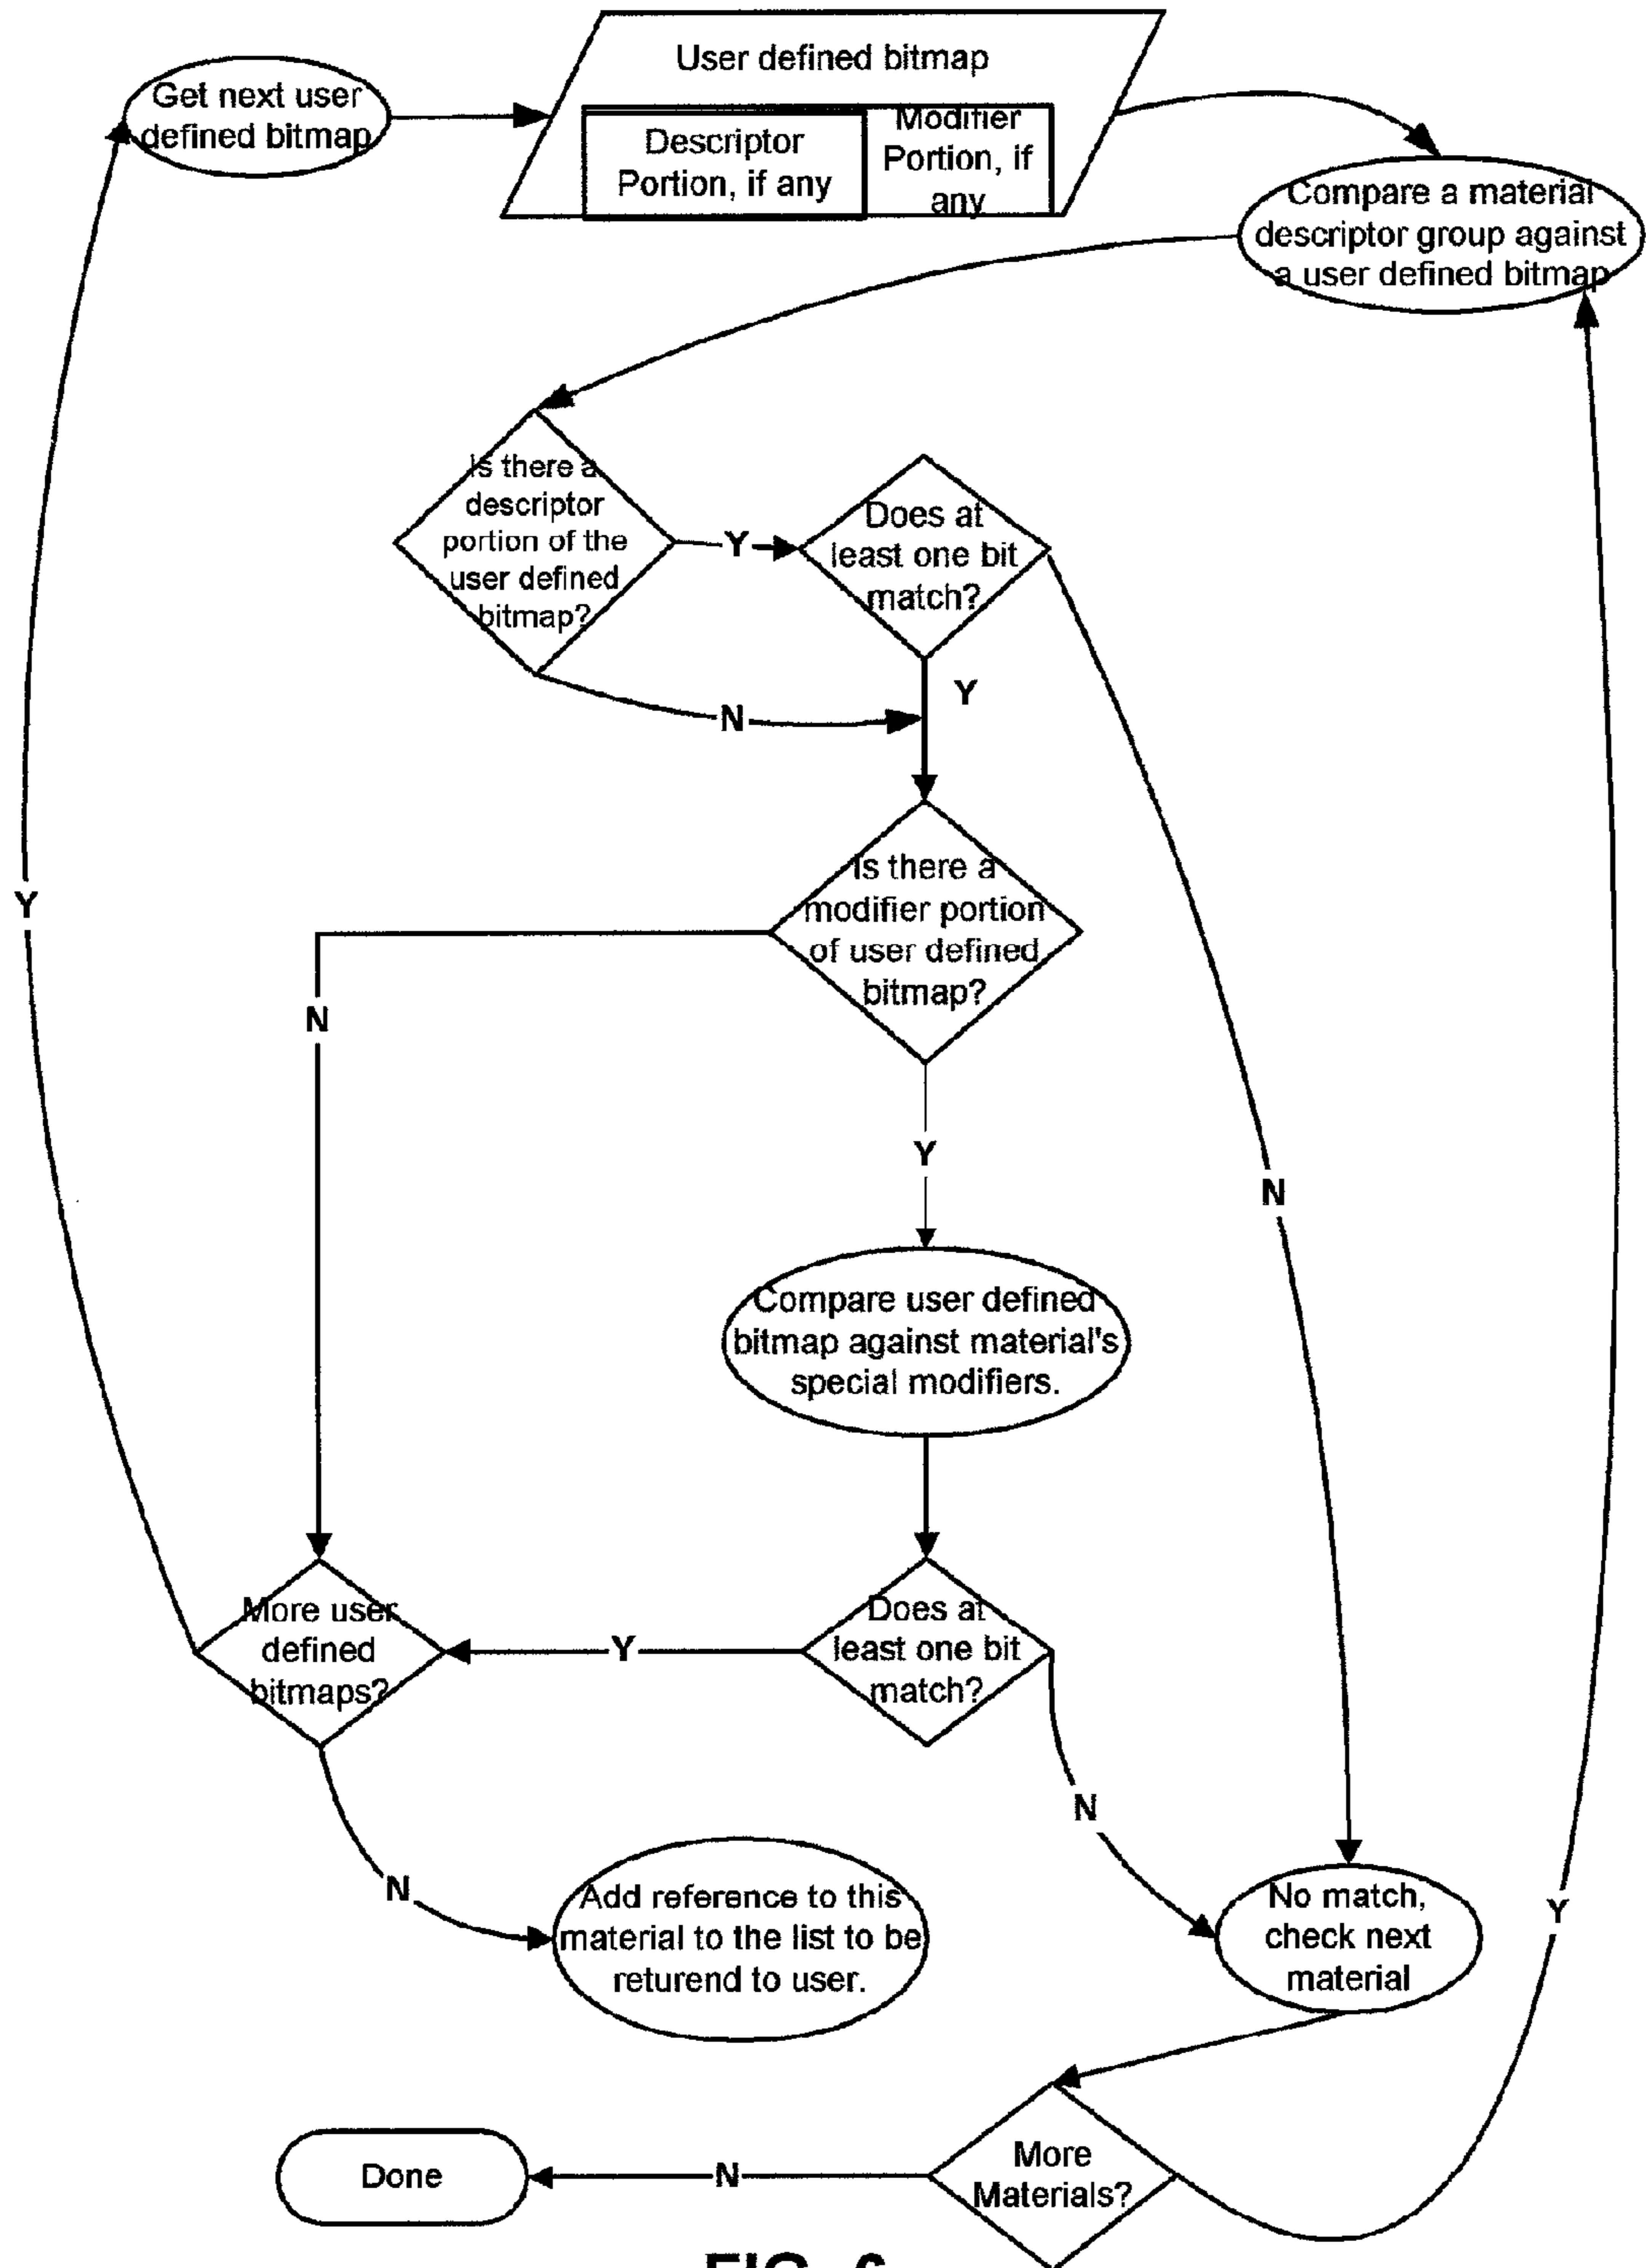 Get next user
defined bitmap
User defined bitmap
Descriptor
Portion, if any
Modifier
Portion, if
any
Compare a material
descriptor group against
a user defined bitmap
Is there a
descriptor
portion of the
user defined
bitmap?
Y
Does at
least one bit
match?
Y
N
Is there a
modifier portion
of user defined
bitmap?
Y
N
Y
N
Compare user defined
bitmap against material's
special modifiers.
More user
defined
bitmaps?
Y
Does at
least one bit
match?
N
N
Add reference to this
material to the list to be
returend to user.
No match,
check next
material
Y
Done
N
More
Materials?
FIG. 6